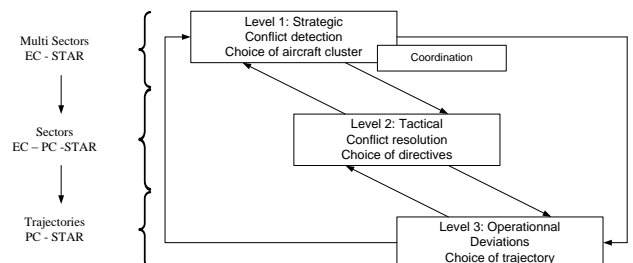 Multi Sectors
EC - STAR
Level 1: Strategic
Conflict detection
Choice of aircraft cluster
Coordination
Sectors
EC – PC -STAR
Level 2: Tactical
Conflict resolution
Choice of directives
Trajectories
PC - STAR
Level 3: Operationnal
Deviations
Choice of trajectory